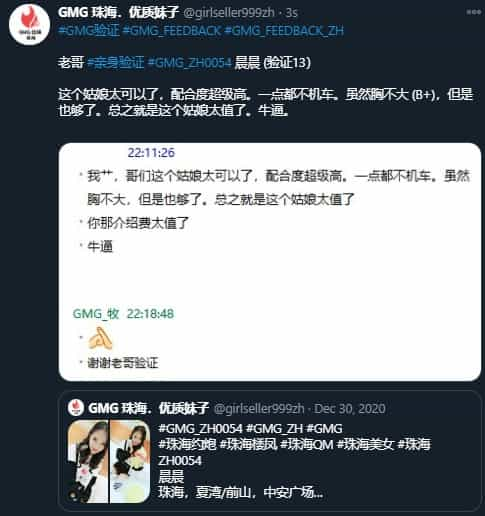 GMG 珠海．优质妹子 @girlseller999zh · 3s
#GMG验证 #GMG_FEEDBACK #GMG_FEEDBACK_ZH
老哥 #亲身验证 #GMG_ZH0054 晨晨 (验证13)
这个姑娘太可以了，配合度超级高。一点都不机车。虽然胸不大 (B+)，但是
也够了。总之就是这个姑娘太值了。牛逼。
22:11:26
我艹，哥们这个姑娘太可以了，配合度超级高。一点都不机车。虽然
胸不大，但是也够了。总之就是这个姑娘太值了
你那介绍费太值了
牛逼
GMG_牧 22:18:48
谢谢老哥验证
GMG 珠海．优质妹子 @girlseller999zh · Dec 30, 2020
#GMG_ZH0054 #GMG_ZH #GMG
#珠海约炮 #珠海楼凤 #珠海QM #珠海美女 #珠海
ZH0054
晨晨
珠海，夏湾/前山，中安广场...